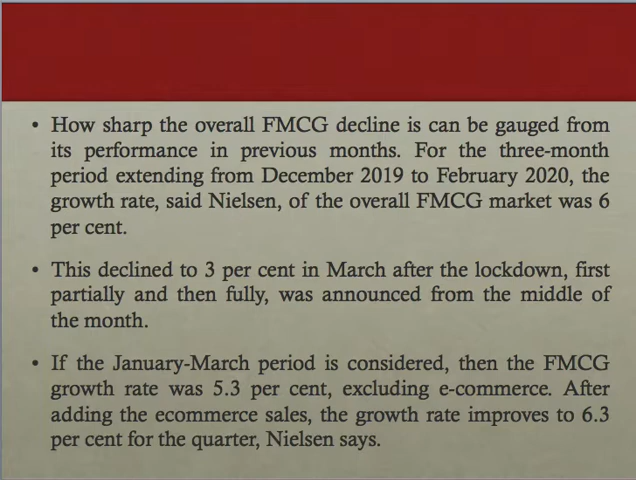 • How sharp the overall FMCG decline is can be gauged from
its performance in previous months. For the three-month
period extending from December 2019 to February 2020, the
growth rate, said Nielsen, of the overall FMCG market was 6
per cent.
• This declined to 3 per cent in March after the lockdown, first
partially and then fully, was announced from the middle of
the month.
• If the January-March period is considered, then the FMCG
growth rate was 5.3 per cent, excluding e-commerce. After
adding the ecommerce sales, the growth rate improves to 6.3
per cent for the quarter, Nielsen says.